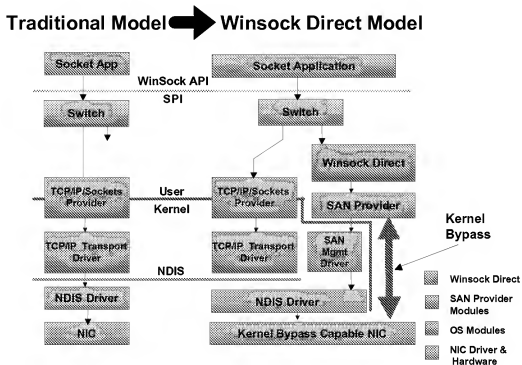 Traditional Model Winsock Direct Model
Socket App
Socket Application
WinSock API
SPI
Switch
Switch
Winsock Direct
TCP/IP/Sockets
Provider
User
Kernel
TCP/IP/Sockets
Provider
SAN Provider
Kernel
Bypass
TCP/IP Transport
Driver
TCP/IP Transport
Driver
SAN
Mgmt
Driver
NDIS
NDIS Driver
NDIS Driver
NIC
Kernel Bypass Capable NIC
Winsock Direct
SAN Provider
Modules
OS Modules
NIC Driver &
Hardware